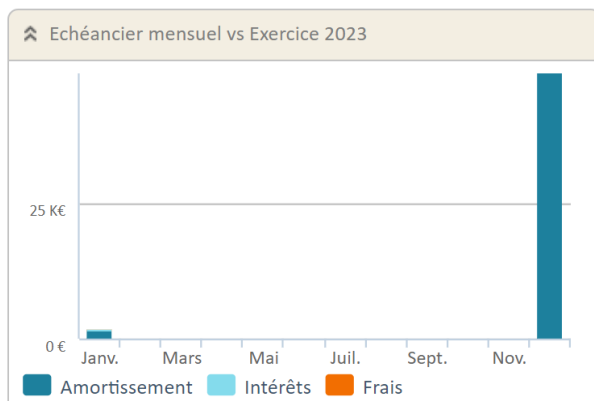 Echéancier mensuel vs Exercice 2023
25 K€
0 €
Janv. Mars Mai Juil. Sept. Nov.
Amortissement Intérêts Frais